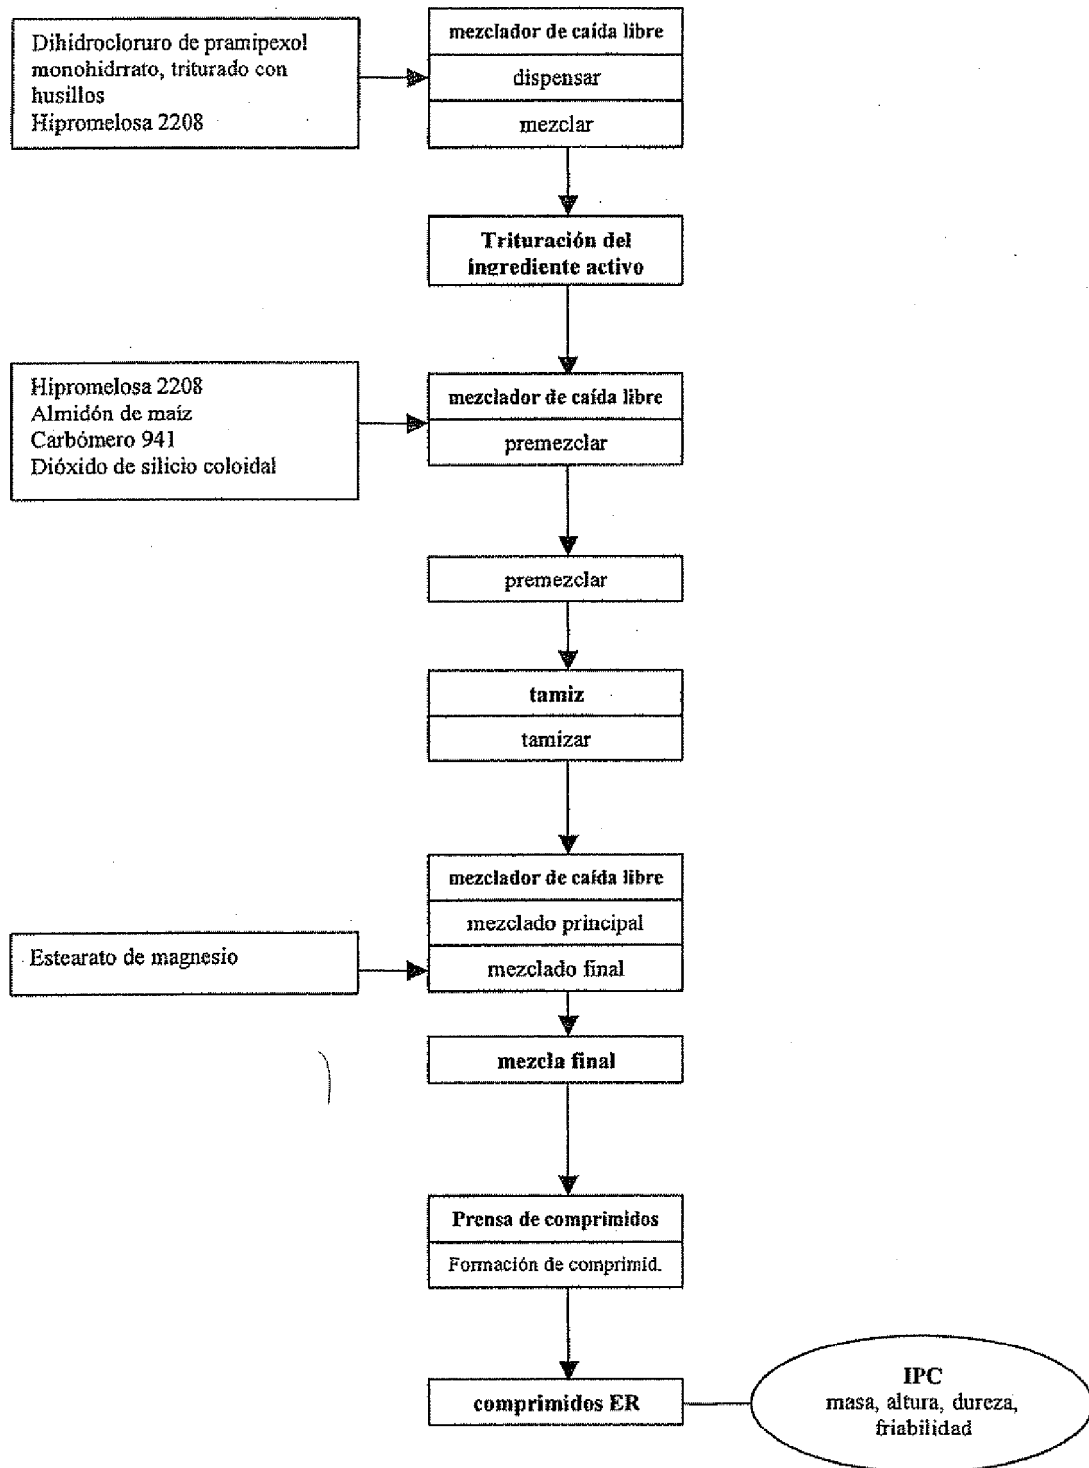 Dihidrocloruro de pramipexol
monohidrrato, triturado con
husillos
Hipromelosa 2208
mezclador de caída libre
dispensar
mezclar
Trituración del
ingrediente activo
Hipromelosa 2208
Almidón de maíz
Carbómero 941
Dióxido de silicio coloidal
mezclador de caída libre
premezclar
premezclar
tamiz
tamizar
mezclador de caída libre
mezclado principal
Estearato de magnesio
mezclado final
mezcla final
Prensa de comprimidos
Formación de comprimid.
comprimidos ER
IPC
masa, altura, dureza,
friabilidad